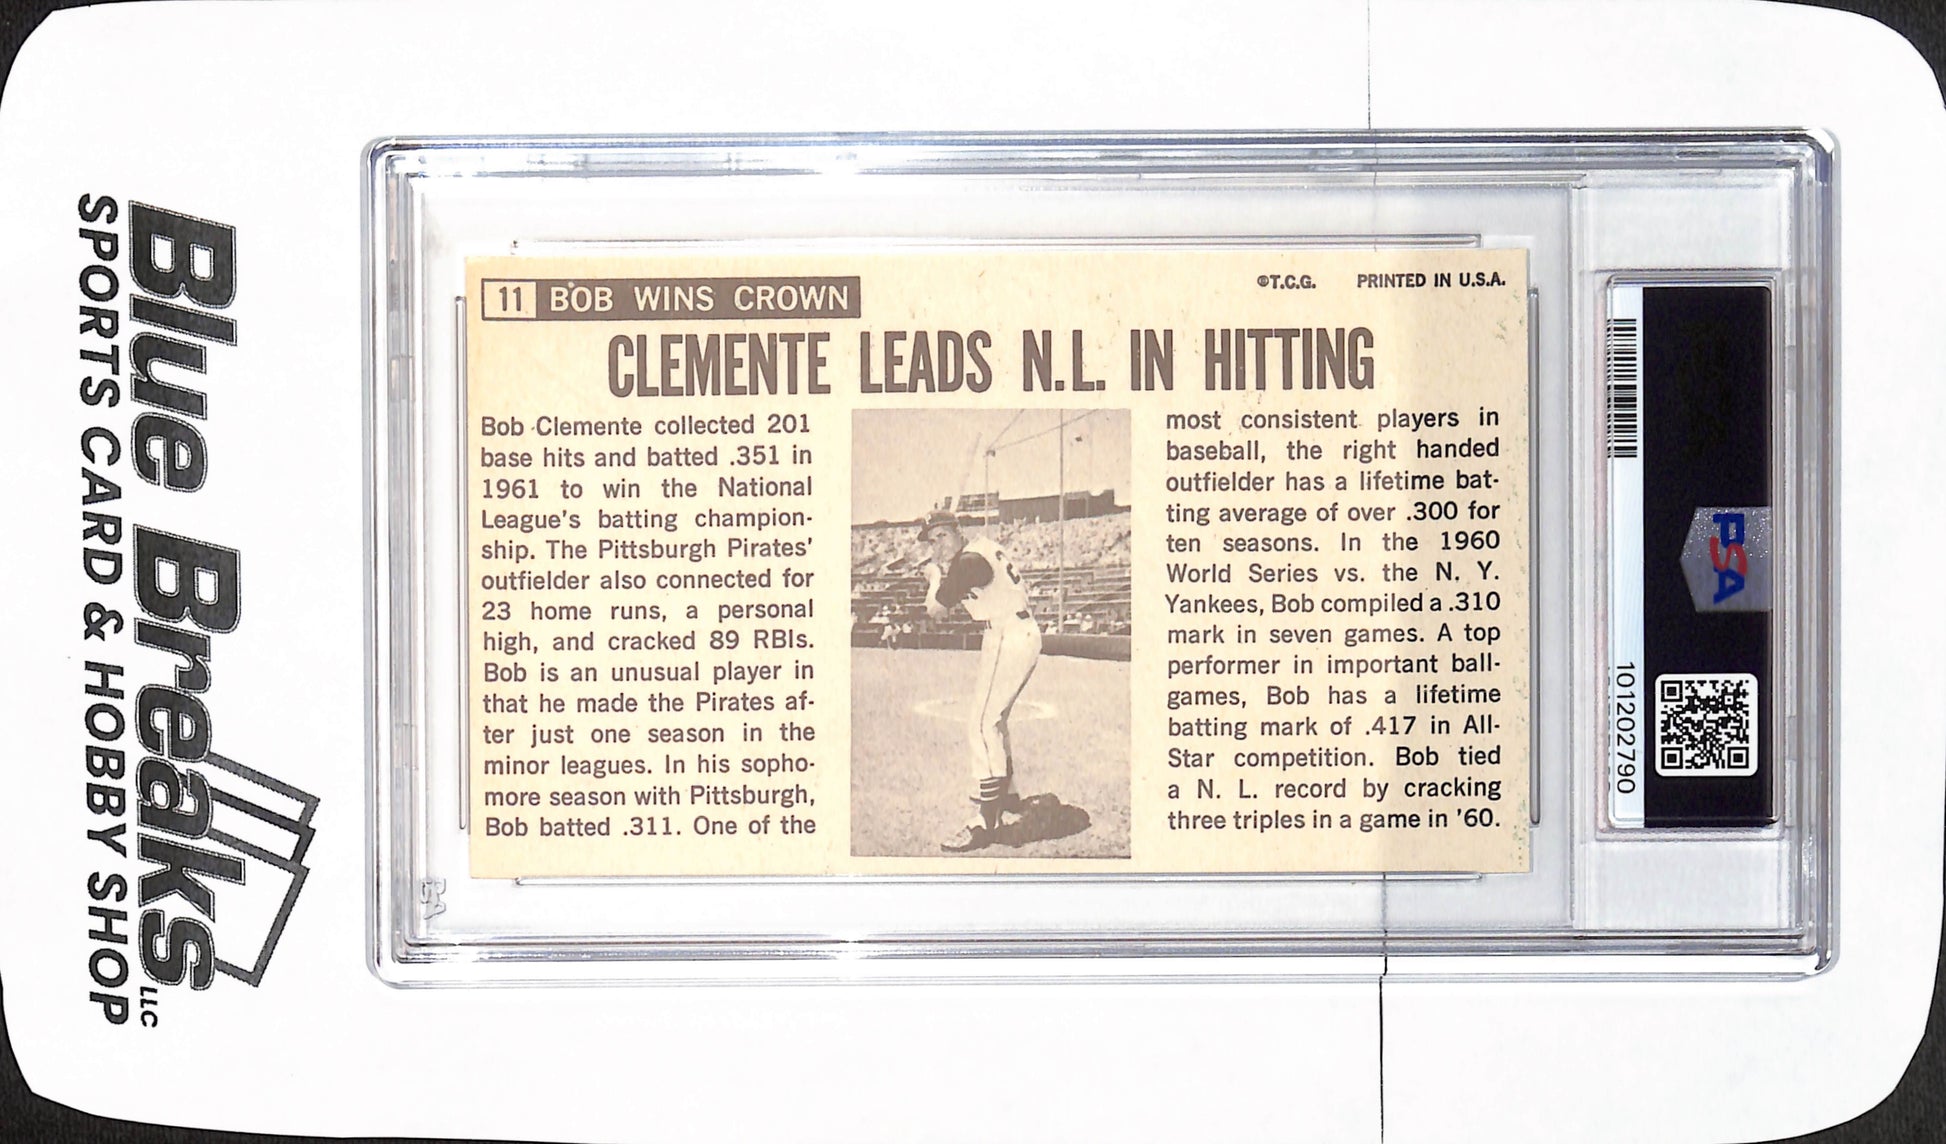 Blue Breaks LLC
SPORTS CARD & HOBBY SHOP
11 BOB WINS CROWN
©T.C.G. PRINTED IN U.S.A.
CLEMENTE LEADS N.L. IN HITTING
Bob Clemente collected 201
base hits and batted .351 in
1961 to win the National
League's batting champion-
ship. The Pittsburgh Pirates'
outfielder also connected for
23 home runs, a personal
high, and cracked 89 RBIs.
Bob is an unusual player in
that he made the Pirates af-
ter just one season in the
minor leagues. In his sopho-
more season with Pittsburgh,
Bob batted .311. One of the
most consistent players in
baseball, the right handed
outfielder has a lifetime bat-
ting average of over .300 for
ten seasons. In the 1960
World Series vs. the N. Y.
Yankees, Bob compiled a .310
mark in seven games. A top
performer in important ball-
games, Bob has a lifetime
batting mark of .417 in All-
Star competition. Bob tied
a N. L. record by cracking
three triples in a game in '60.
PSA
101202790
PSA